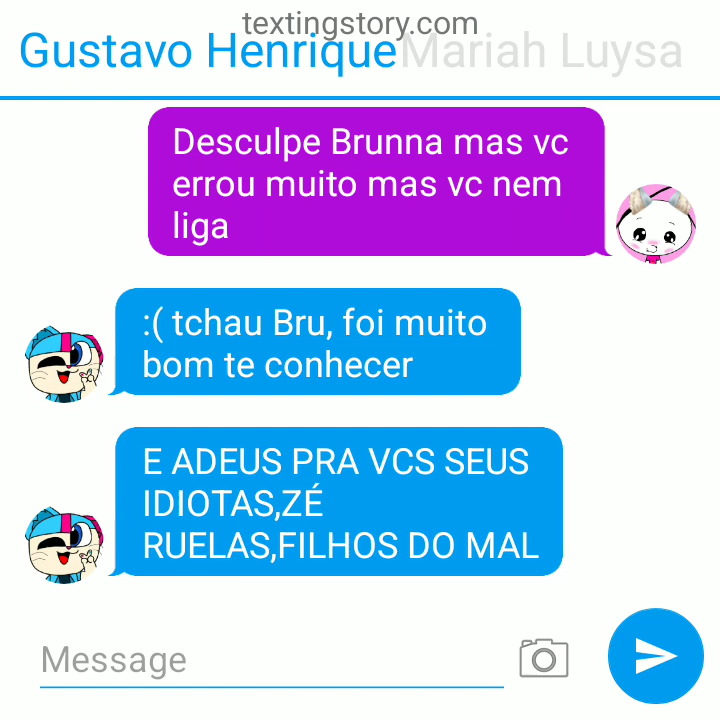 textingstory.com
Gustavo Henrique Mariah Luysa
Desculpe Brunna mas vc
errou muito mas vc nem
liga
:( tchau Bru, foi muito
bom te conhecer
E ADEUS PRA VCS SEUS
IDIOTAS,ZÉ
RUELAS,FILHOS DO MAL
Message